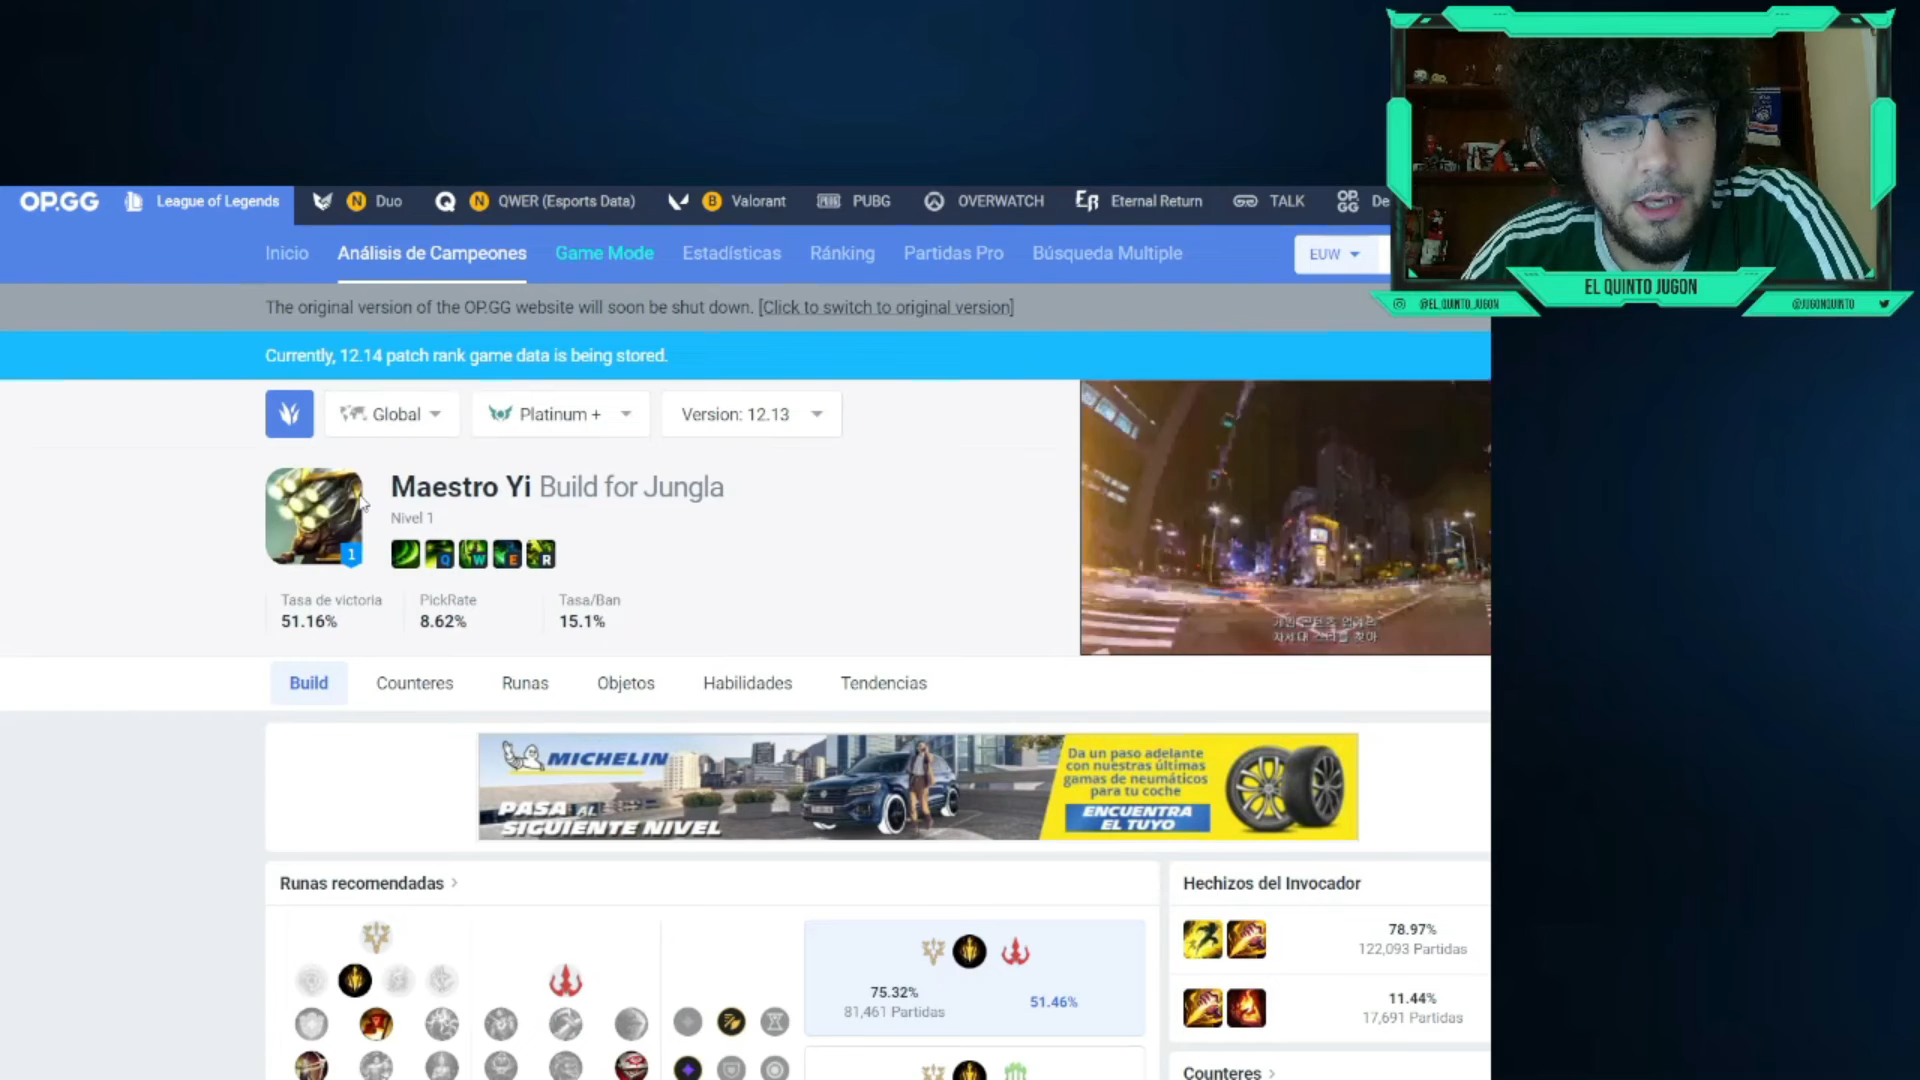 OP.GG League of Legends Duo QWER (Esports Data) Valorant PUBG OVERWATCH Eternal Return TALK De
Inicio Análisis de Campeones Game Mode Estadísticas Ránking Partidas Pro Búsqueda Multiple EUW
The original version of the OP.GG website will soon be shut down. [Click to switch to original version]
Currently, 12.14 patch rank game data is being stored.
EL QUINTO JUGON
@EL_QUINTO_JUGON @JUGONQUINTO
Global Platinum + Version: 12.13
Maestro Yi Build for Jungla
Nivel 1
1 Q W E R
Tasa de victoria PickRate Tasa/Ban
51.16% 8.62% 15.1%
Build Counteres Runas Objetos Habilidades Tendencias
MICHELIN
PASA AL
SIGUIENTE NIVEL
Da un paso adelante
con nuestras últimas
gamas de neumáticos
para tu coche
ENCUENTRA
EL TUYO
Runas recomendadas
75.32% 51.46%
81,461 Partidas
Hechizos del Invocador
78.97%
122,093 Partidas
11.44%
17,691 Partidas
Counteres